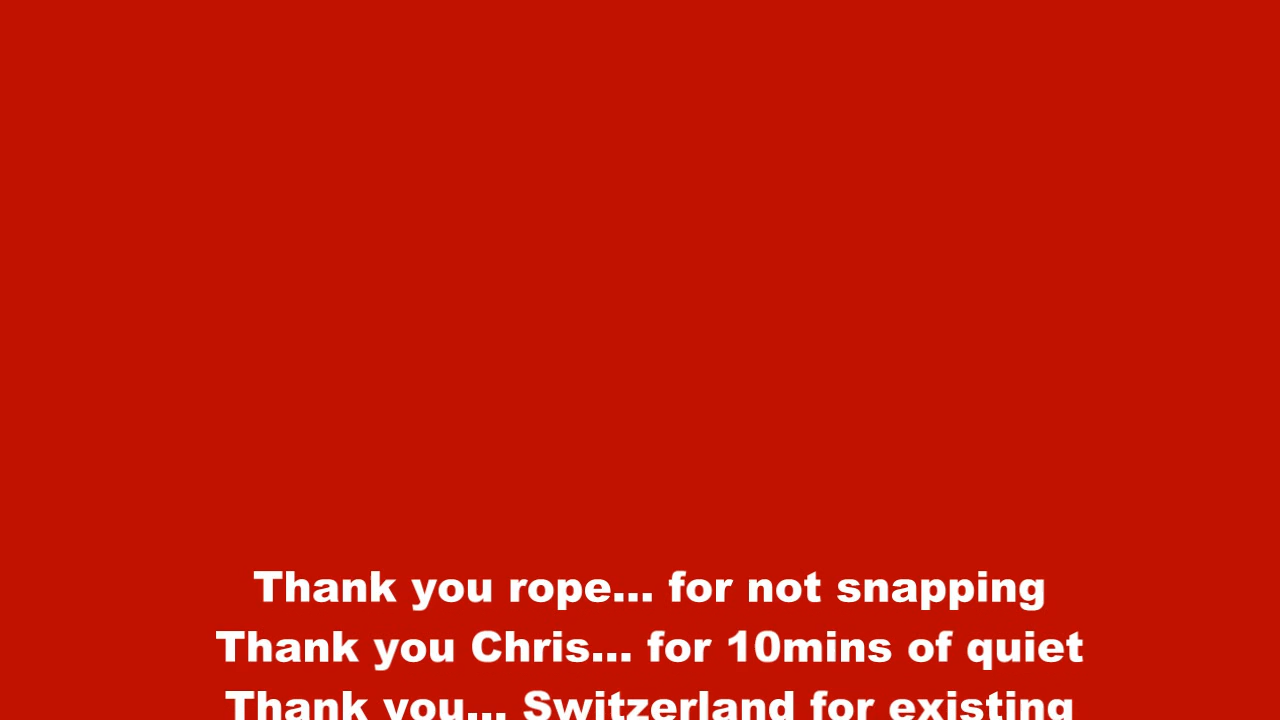 Thank you rope... for not snapping
Thank you Chris... for 10mins of quiet
Thank you... Switzerland for existing